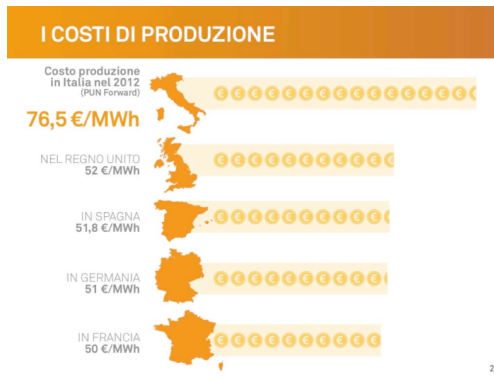 I COSTI DI PRODUZIONE
Costo produzione
in Italia nel 2012
(PUN Forward)
76,5 €/MWh
NEL REGNO UNITO
52 €/MWh
IN SPAGNA
51,8 €/MWh
IN GERMANIA
51 €/MWh
IN FRANCIA
50 €/MWh
2